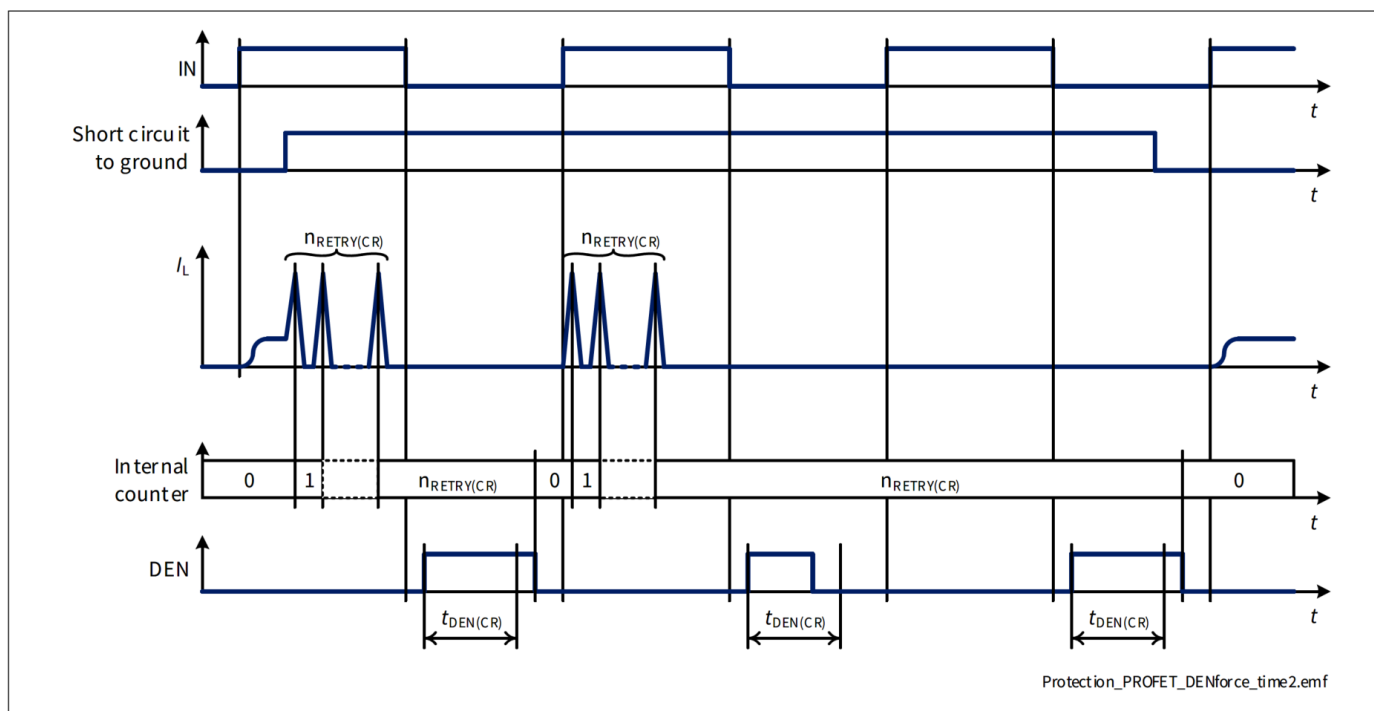 IN
t
Short circuit
to ground
t
nRETRY(CR) nRETRY(CR)
IL
t
Internal
counter
0 1 nRETRY(CR) 0 1 nRETRY(CR) 0
t
DEN
t
tDEN(CR) tDEN(CR) tDEN(CR)
Protection_PROFET_DENforce_time2.emf